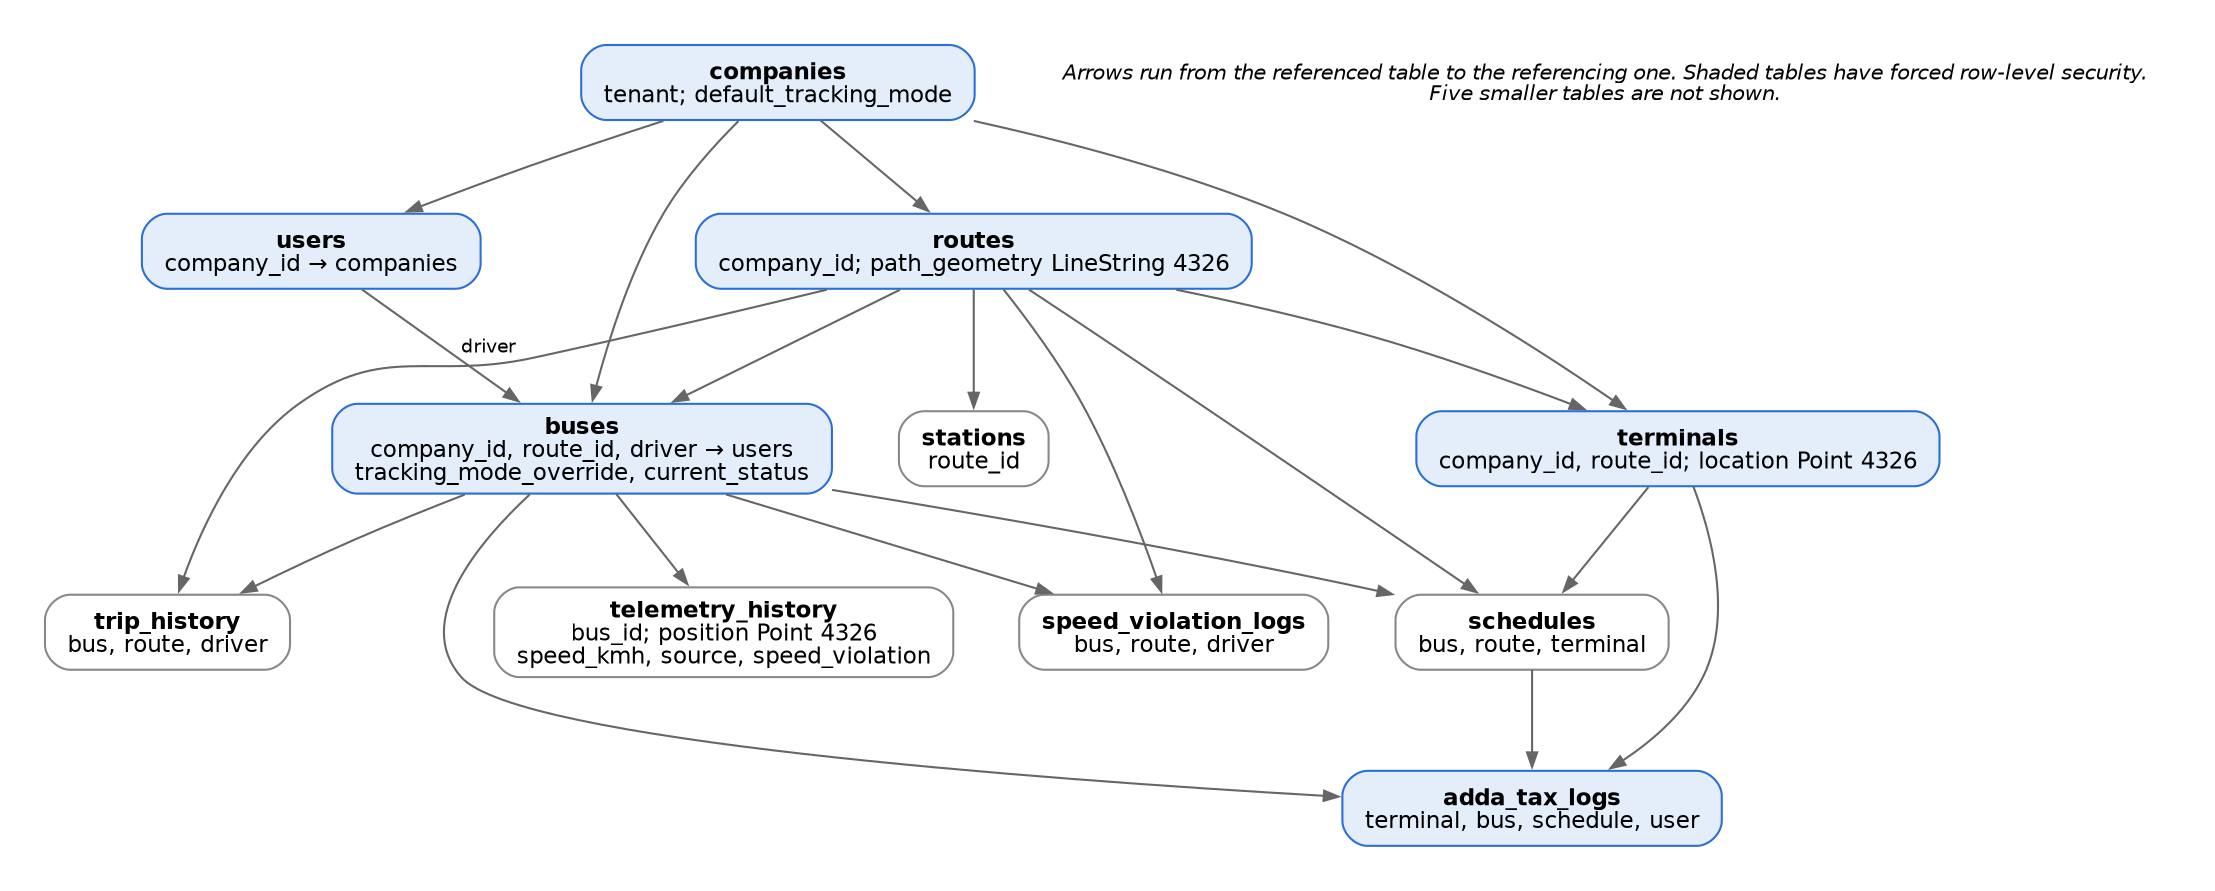 companies
tenant; default_tracking_mode
Arrows run from the referenced table to the referencing one. Shaded tables have forced row-level security.
Five smaller tables are not shown.
users
company_id → companies
routes
company_id; path_geometry LineString 4326
driver
buses
company_id, route_id, driver → users
tracking_mode_override, current_status
stations
route_id
terminals
company_id, route_id; location Point 4326
trip_history
bus, route, driver
telemetry_history
bus_id; position Point 4326
speed_kmh, source, speed_violation
speed_violation_logs
bus, route, driver
schedules
bus, route, terminal
adda_tax_logs
terminal, bus, schedule, user